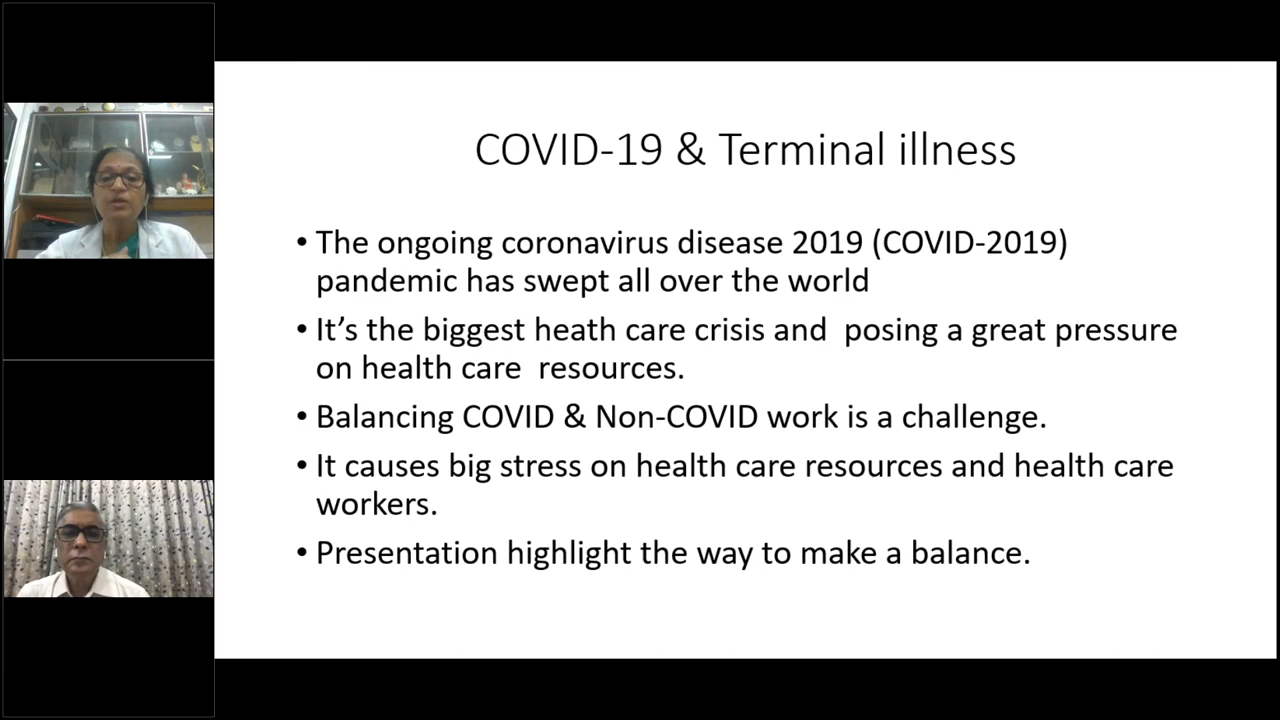 COVID-19 & Terminal illness
• The ongoing coronavirus disease 2019 (COVID-2019)
pandemic has swept all over the world
• It’s the biggest heath care crisis and  posing a great pressure
on health care  resources.
• Balancing COVID & Non-COVID work is a challenge.
• It causes big stress on health care resources and health care
workers.
• Presentation highlight the way to make a balance.